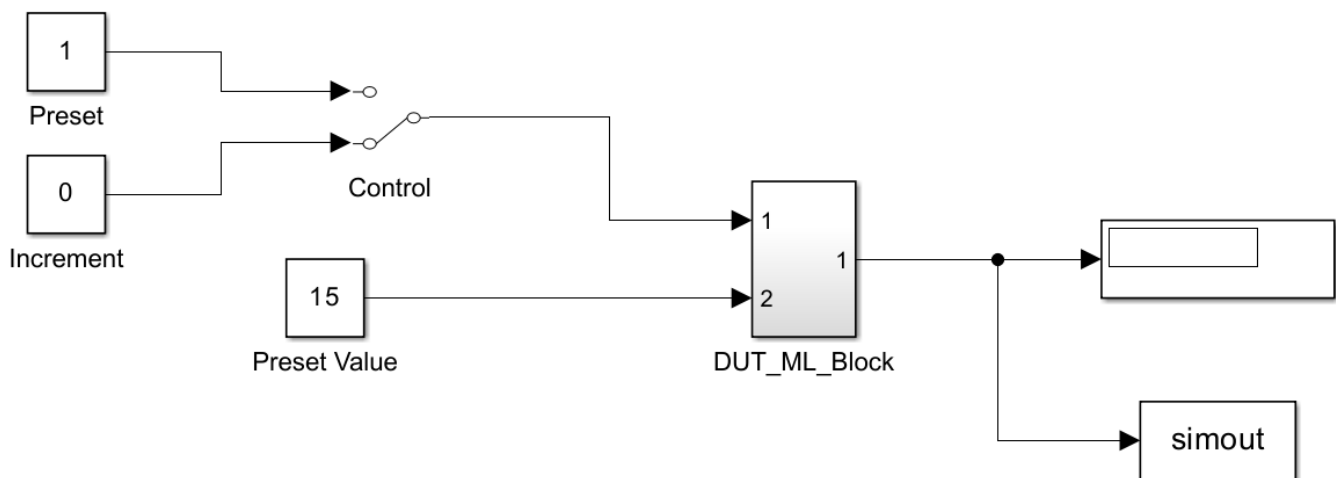 1
Preset
0
Increment
Control
15
Preset Value
1
2
1
DUT_ML_Block
simout